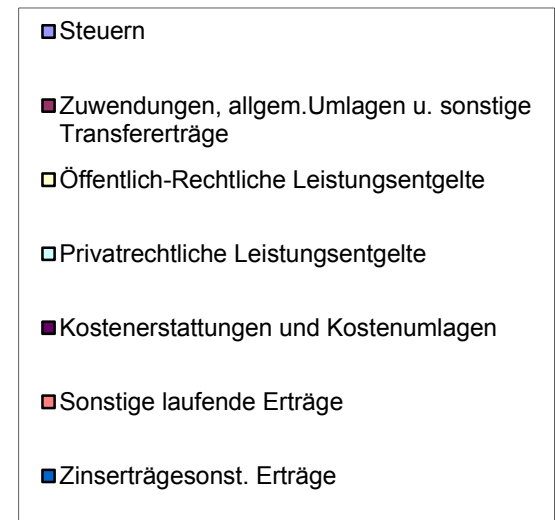 Steuern
Zuwendungen, allgem.Umlagen u. sonstige
Transfererträge
Öffentlich-Rechtliche Leistungsentgelte
Privatrechtliche Leistungsentgelte
Kostenerstattungen und Kostenumlagen
Sonstige laufende Erträge
Zinserträgesonst. Erträge